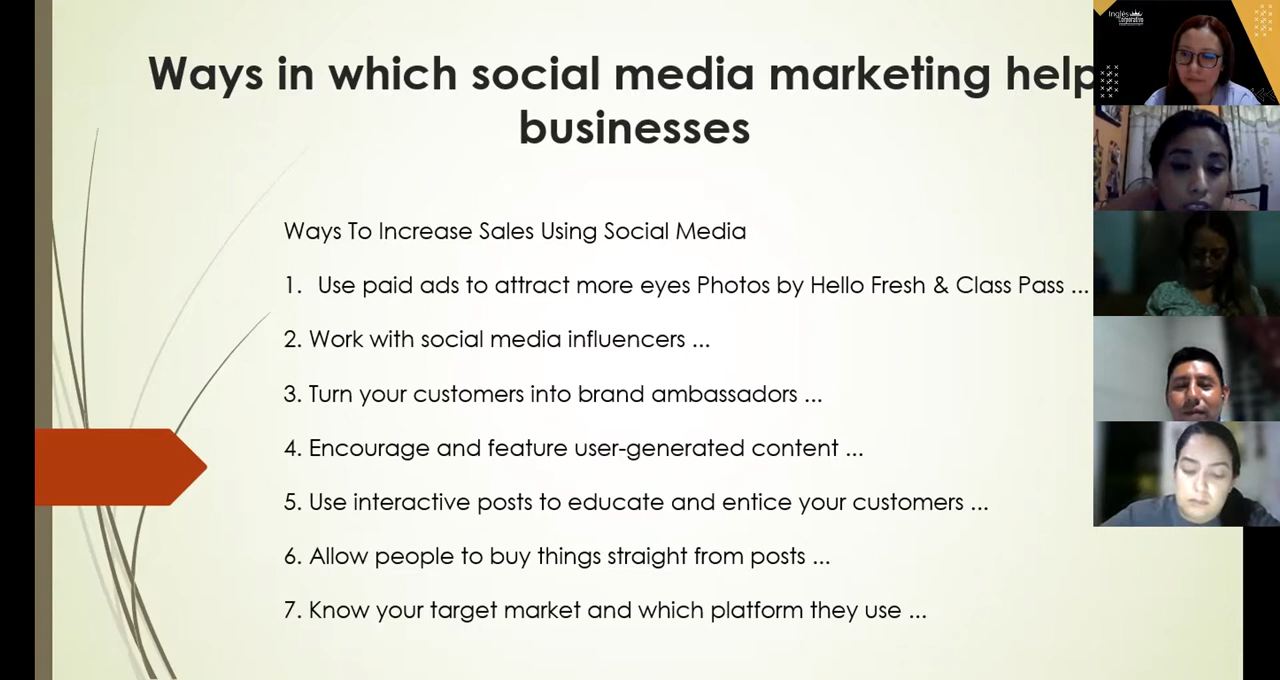 Ways in which social media marketing help
businesses
Ways To Increase Sales Using Social Media
1. Use paid ads to attract more eyes Photos by Hello Fresh & Class Pass ...
2. Work with social media influencers ...
3. Turn your customers into brand ambassadors ...
4. Encourage and feature user-generated content ...
5. Use interactive posts to educate and entice your customers ...
6. Allow people to buy things straight from posts ...
7. Know your target market and which platform they use ...
Inglés
Corporativo